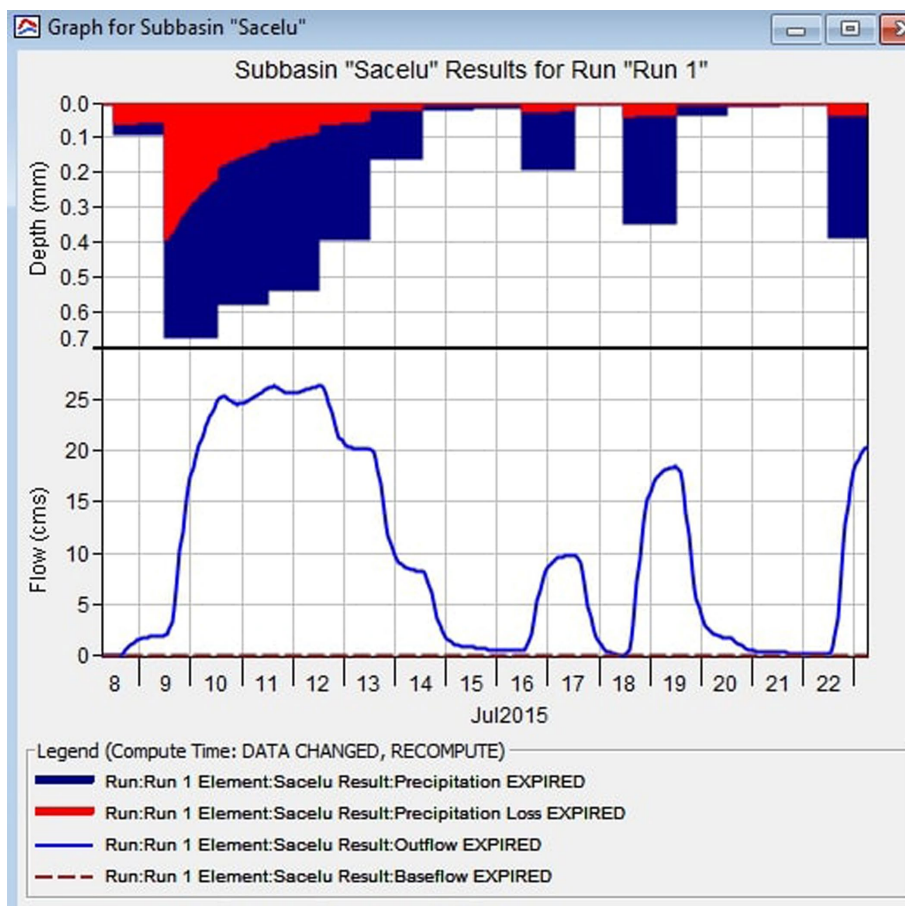 Graph for Subbasin "Sacelu"
Subbasin "Sacelu" Results for Run "Run 1"
0.0
0.1
0.2
0.3
0.4
0.5
0.6
0.7
Depth (mm)
25
20
15
10
5
0
Flow (cms)
8 9 10 11 12 13 14 15 16 17 18 19 20 21 22
Jul2015
Legend (Compute Time: DATA CHANGED, RECOMPUTE)
Run:Run 1 Element:Sacelu Result:Precipitation EXPIRED
Run:Run 1 Element:Sacelu Result:Precipitation Loss EXPIRED
Run:Run 1 Element:Sacelu Result:Outflow EXPIRED
Run:Run 1 Element:Sacelu Result:Baseflow EXPIRED